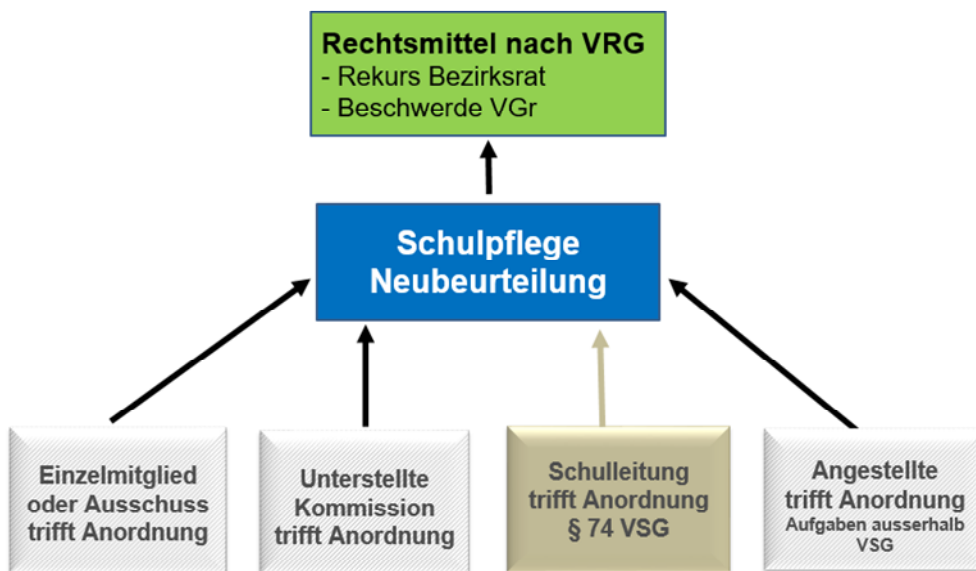 Rechtsmittel nach VRG
- Rekurs Bezirksrat
- Beschwerde VGr
Schulpflege
Neubeurteilung
Einzelmitglied
oder Ausschuss
trifft Anordnung
Unterstellte
Kommission
trifft Anordnung
Schulleitung
trifft Anordnung
§ 74 VSG
Angestellte
trifft Anordnung
Aufgaben ausserhalb
VSG